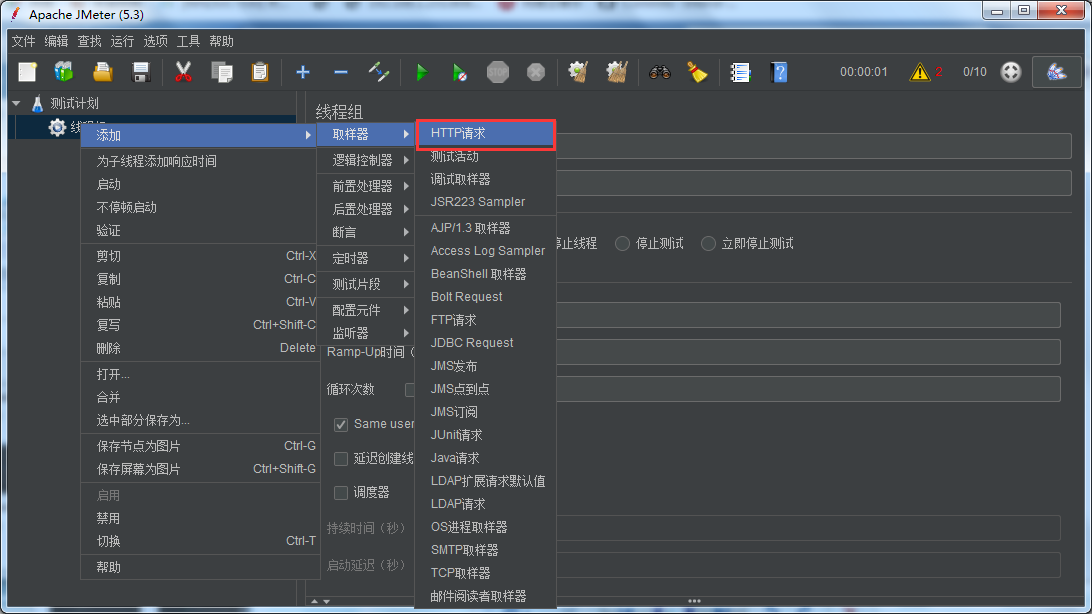 Apache JMeter (5.3)
文件 编辑 查找 运行 选项 工具 帮助
STOP
00:00:01
2
0/10
测试计划
线程组
添加
为子线程添加响应时间
启动
不停顿启动
验证
剪切 Ctrl-X
复制 Ctrl-C
粘贴 Ctrl-V
复写 Ctrl+Shift-C
删除 Delete
打开...
合并
选中部分保存为...
保存节点为图片 Ctrl-G
保存屏幕为图片 Ctrl+Shift-G
启用
禁用
切换 Ctrl-T
帮助
取样器
逻辑控制器
前置处理器
后置处理器
断言
定时器
测试片段
配置元件
监听器
HTTP请求
测试活动
调试取样器
JSR223 Sampler
AJP/1.3 取样器
Access Log Sampler
BeanShell 取样器
Bolt Request
FTP请求
JDBC Request
JMS发布
JMS点到点
JMS订阅
JUnit请求
Java请求
LDAP扩展请求默认值
LDAP请求
OS进程取样器
SMTP取样器
TCP取样器
邮件阅读者取样器
线程组
停止线程 停止测试 立即停止测试
Ramp-Up时间（
循环次数
Same user
延迟创建线
调度器
持续时间（秒）
启动延迟（秒）